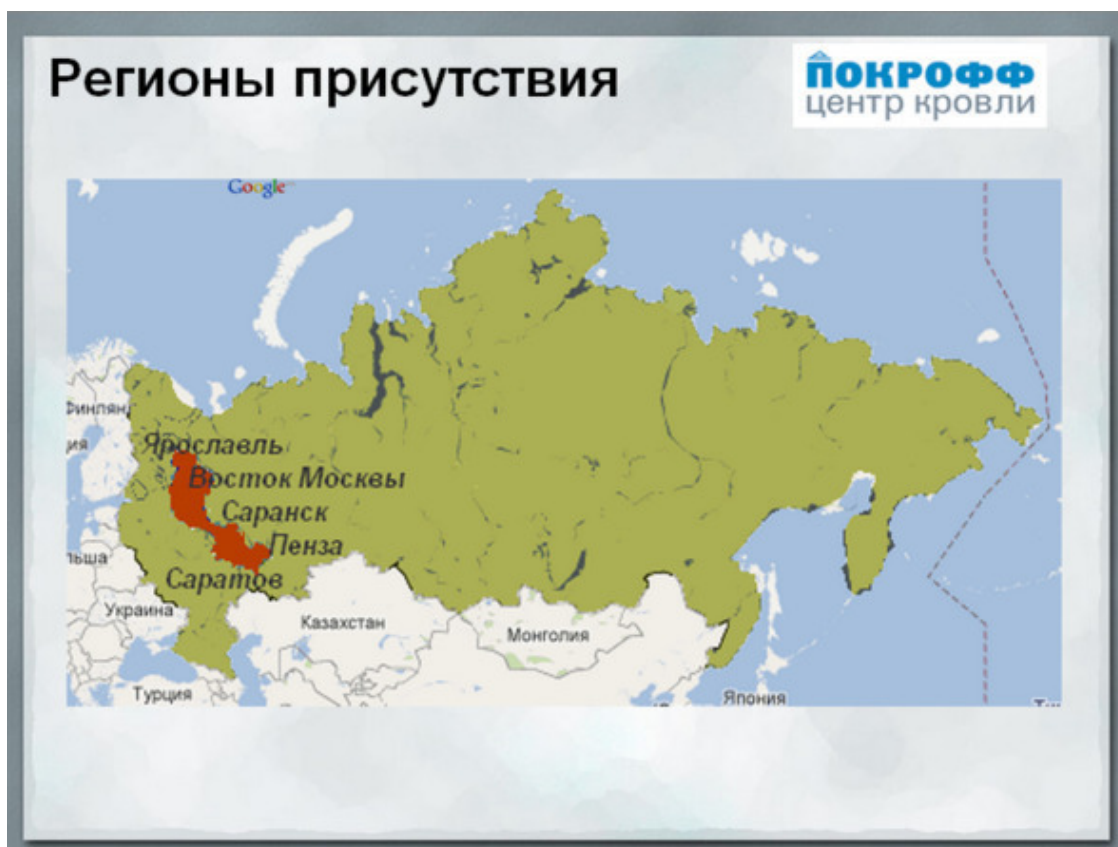 Регионы присутствия
ПОКРОФФ
центр кровли
Google
Финлян
ия
Ярославль
Восток Москвы
Саранск
Пенза
льша
Саратов
Украина
Казахстан
Монголия
Турция
Япония